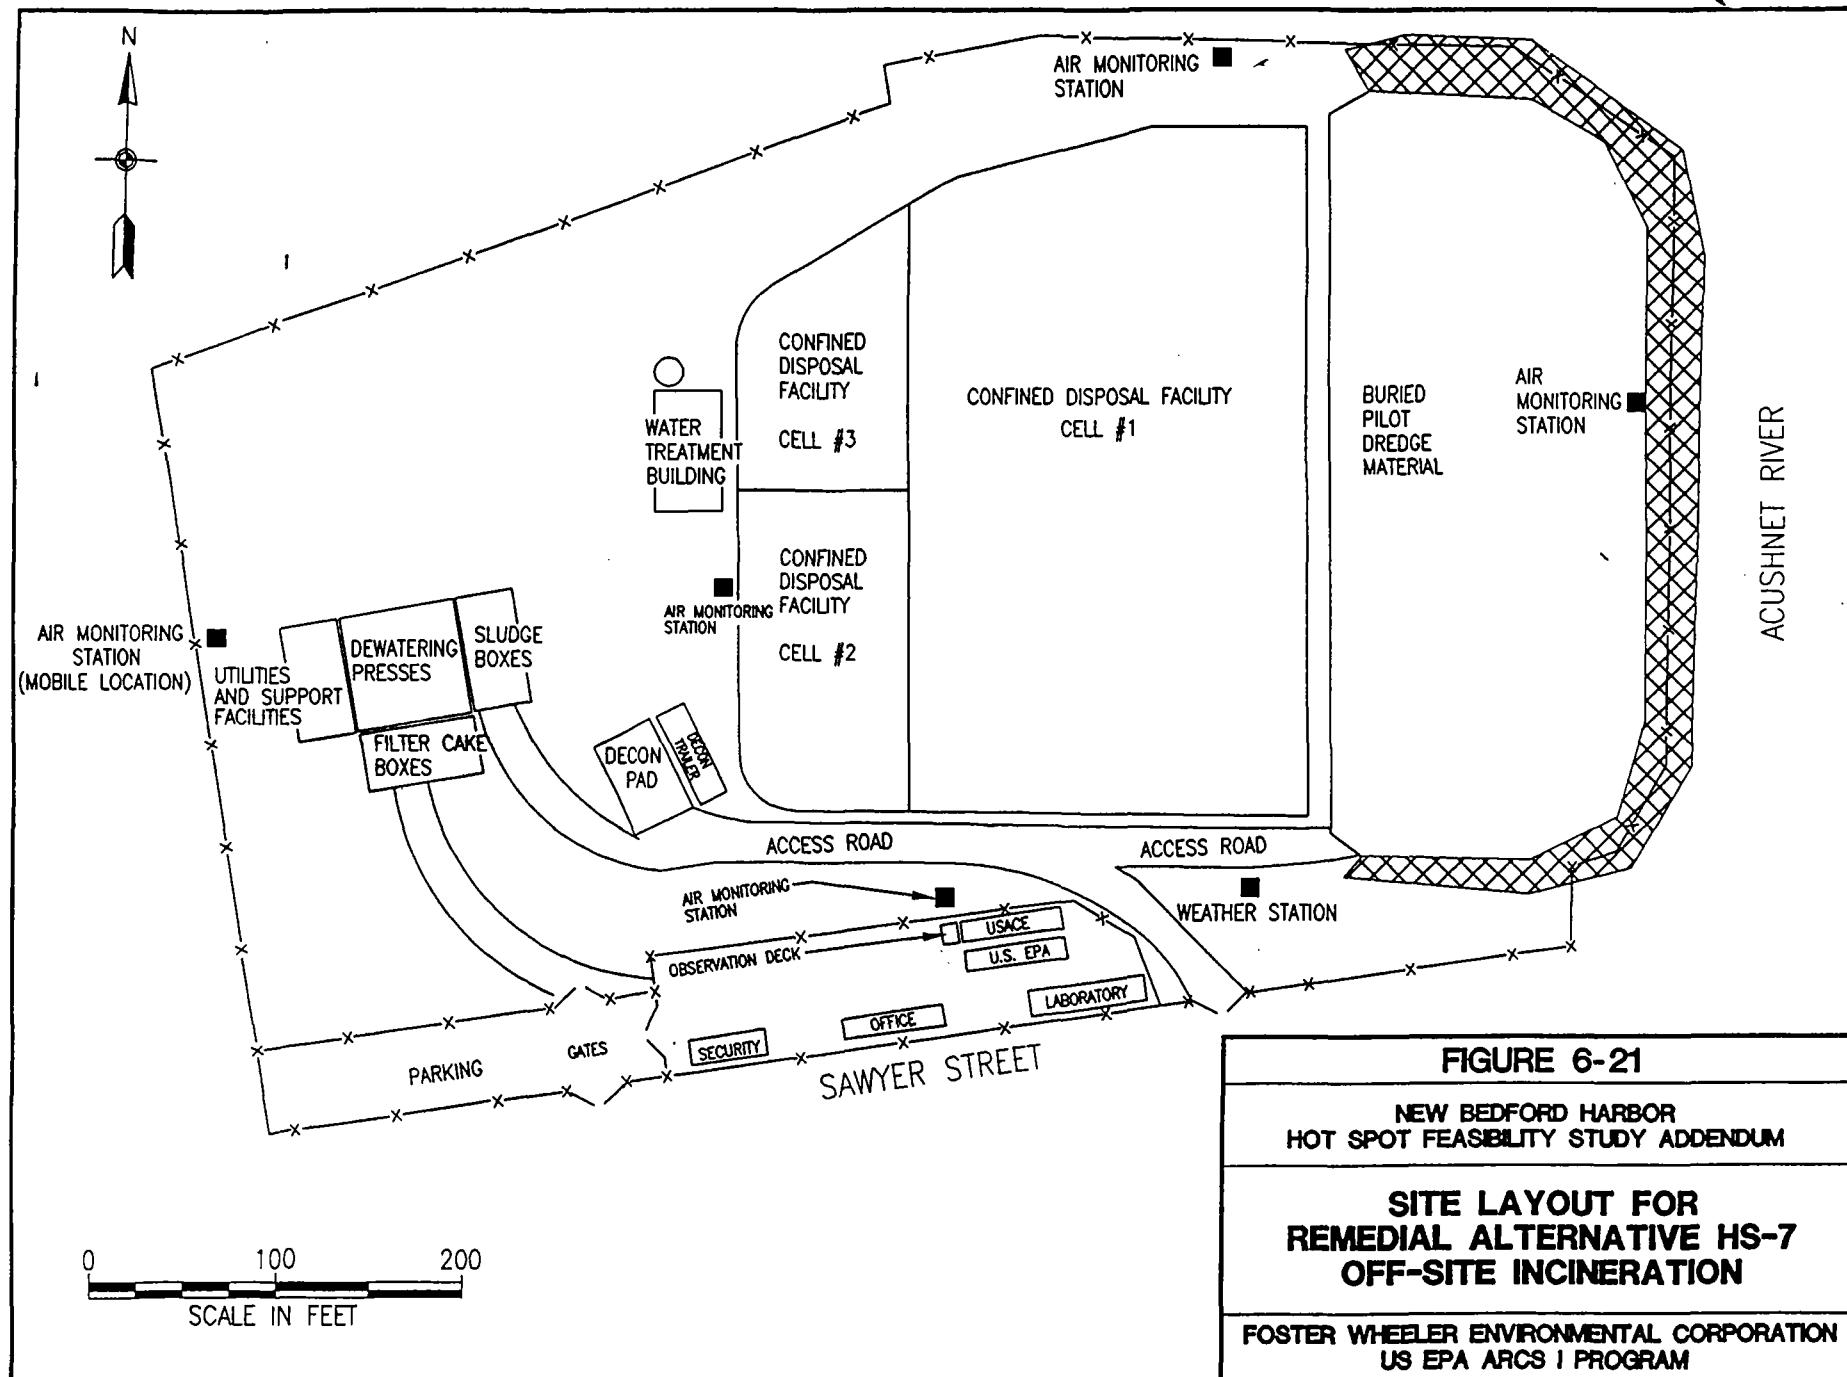 N
AIR MONITORING
STATION
CONFINED
DISPOSAL
FACILITY
CELL #3
CONFINED DISPOSAL FACILITY
CELL #1
BURIED
PILOT
DREDGE
MATERIAL
AIR
MONITORING
STATION
ACUSHNET RIVER
WATER
TREATMENT
BUILDING
CONFINED
DISPOSAL
FACILITY
CELL #2
AIR MONITORING
STATION
AIR MONITORING
STATION
(MOBILE LOCATION)
UTILITIES
AND SUPPORT
FACILITIES
DEWATERING
PRESSES
SLUDGE
BOXES
FILTER CAKE
BOXES
DECON
PAD
DECON
TRAILER
ACCESS ROAD
ACCESS ROAD
AIR MONITORING
STATION
WEATHER STATION
OBSERVATION DECK
USACE
U.S. EPA
LABORATORY
OFFICE
SECURITY
GATES
PARKING
SAWYER STREET
0 100 200
SCALE IN FEET
FIGURE 6-21
NEW BEDFORD HARBOR
HOT SPOT FEASIBILITY STUDY ADDENDUM
SITE LAYOUT FOR
REMEDIAL ALTERNATIVE HS-7
OFF-SITE INCINERATION
FOSTER WHEELER ENVIRONMENTAL CORPORATION
US EPA ARCS I PROGRAM